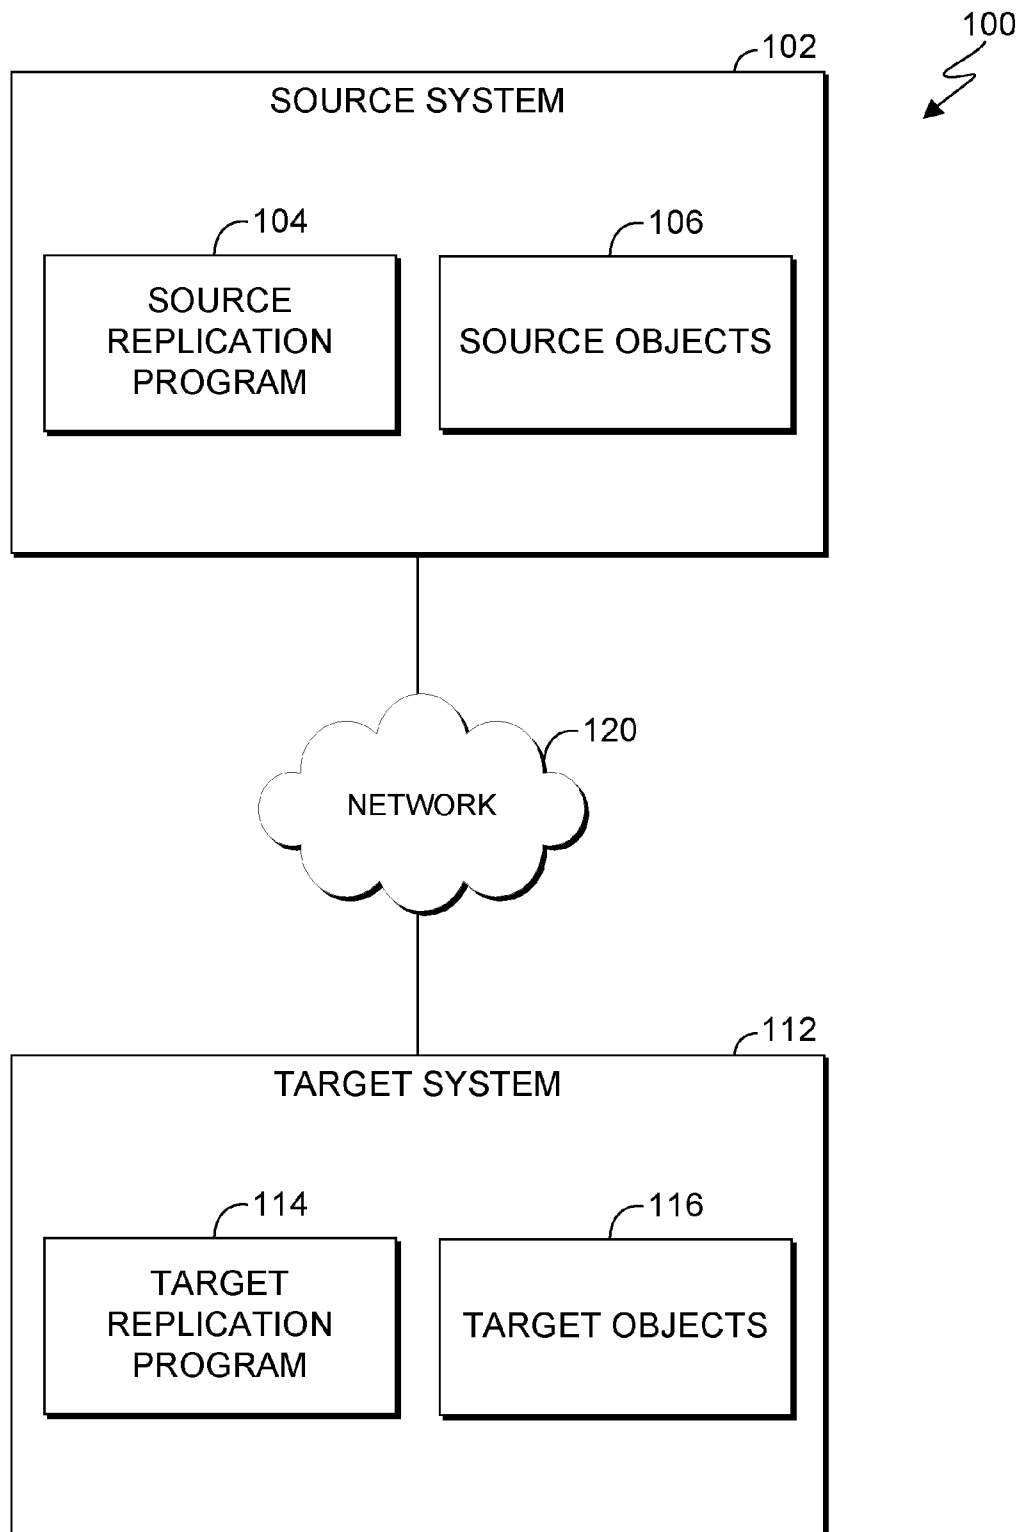 100
102
SOURCE SYSTEM
104
106
SOURCE
REPLICATION
PROGRAM
SOURCE OBJECTS
120
NETWORK
112
TARGET SYSTEM
114
116
TARGET
REPLICATION
PROGRAM
TARGET OBJECTS